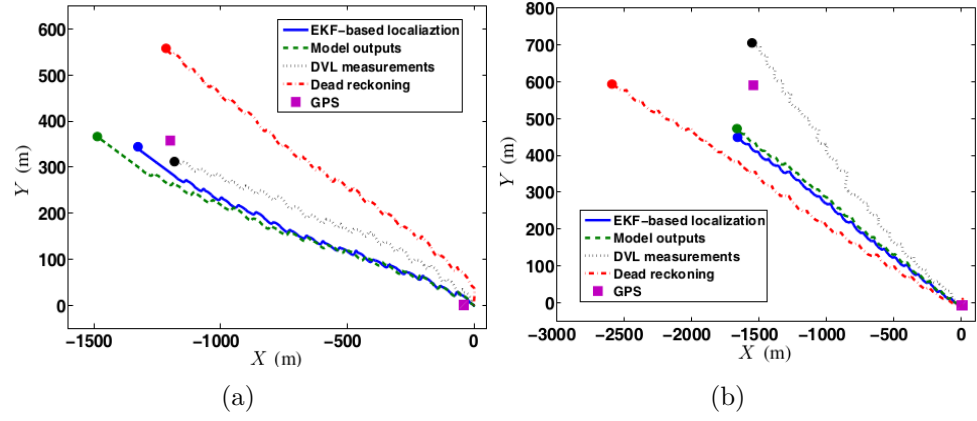 600
500
400
300
200
100
0
Y (m)
−1500
−1000
−500
0
X (m)
EKF−based localiaztion
Model outputs
DVL measurements
Dead reckoning
GPS
(a)
800
700
600
500
400
300
200
100
0
Y (m)
−3000
−2500
−2000
−1500
−1000
−500
0
X (m)
EKF−based localization
Model outputs
DVL measurements
Dead reckoning
GPS
(b)